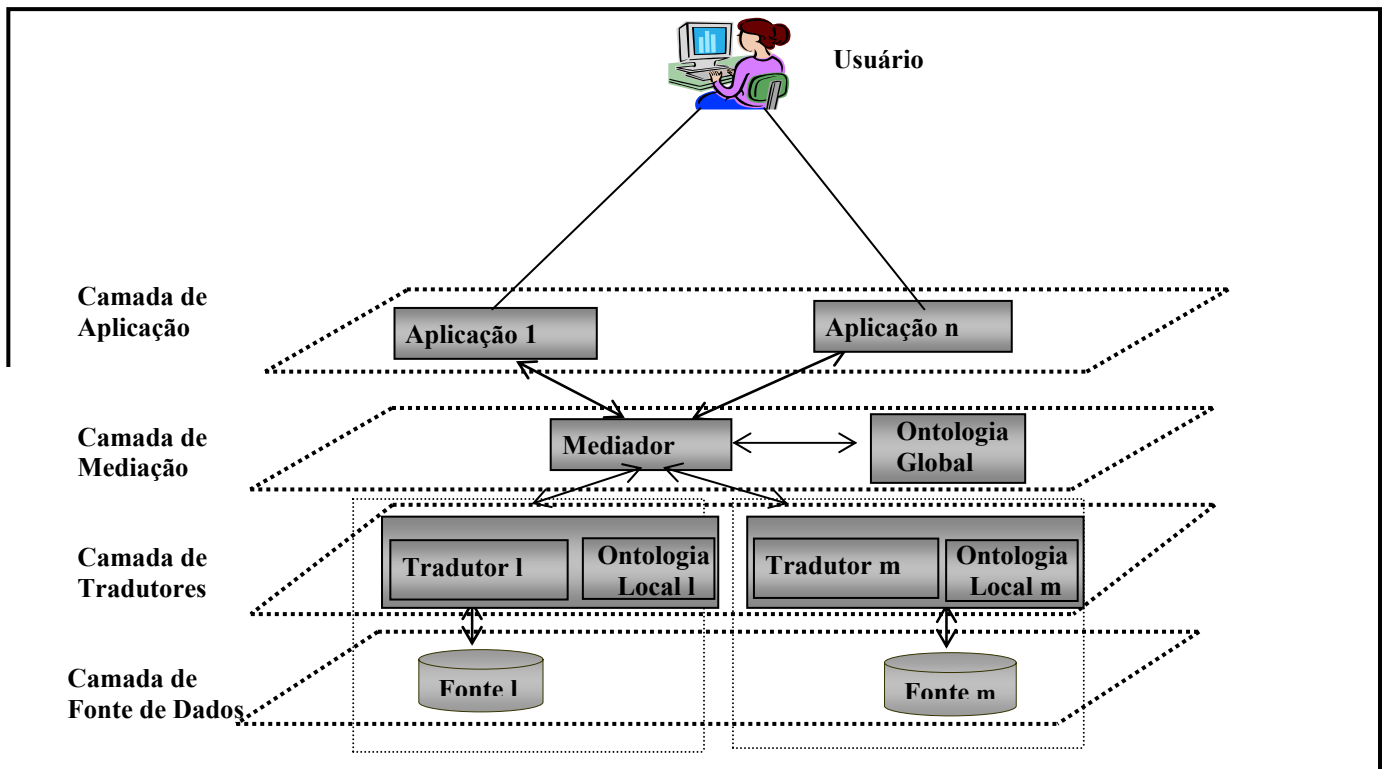 Usuário
Camada de
Aplicação
Aplicação 1
Aplicação n
Camada de
Mediação
Mediador
Ontologia
Global
Camada de
Tradutores
Tradutor l
Ontologia
Local l
Tradutor m
Ontologia
Local m
Camada de
Fonte de Dados
Fonte l
Fonte m